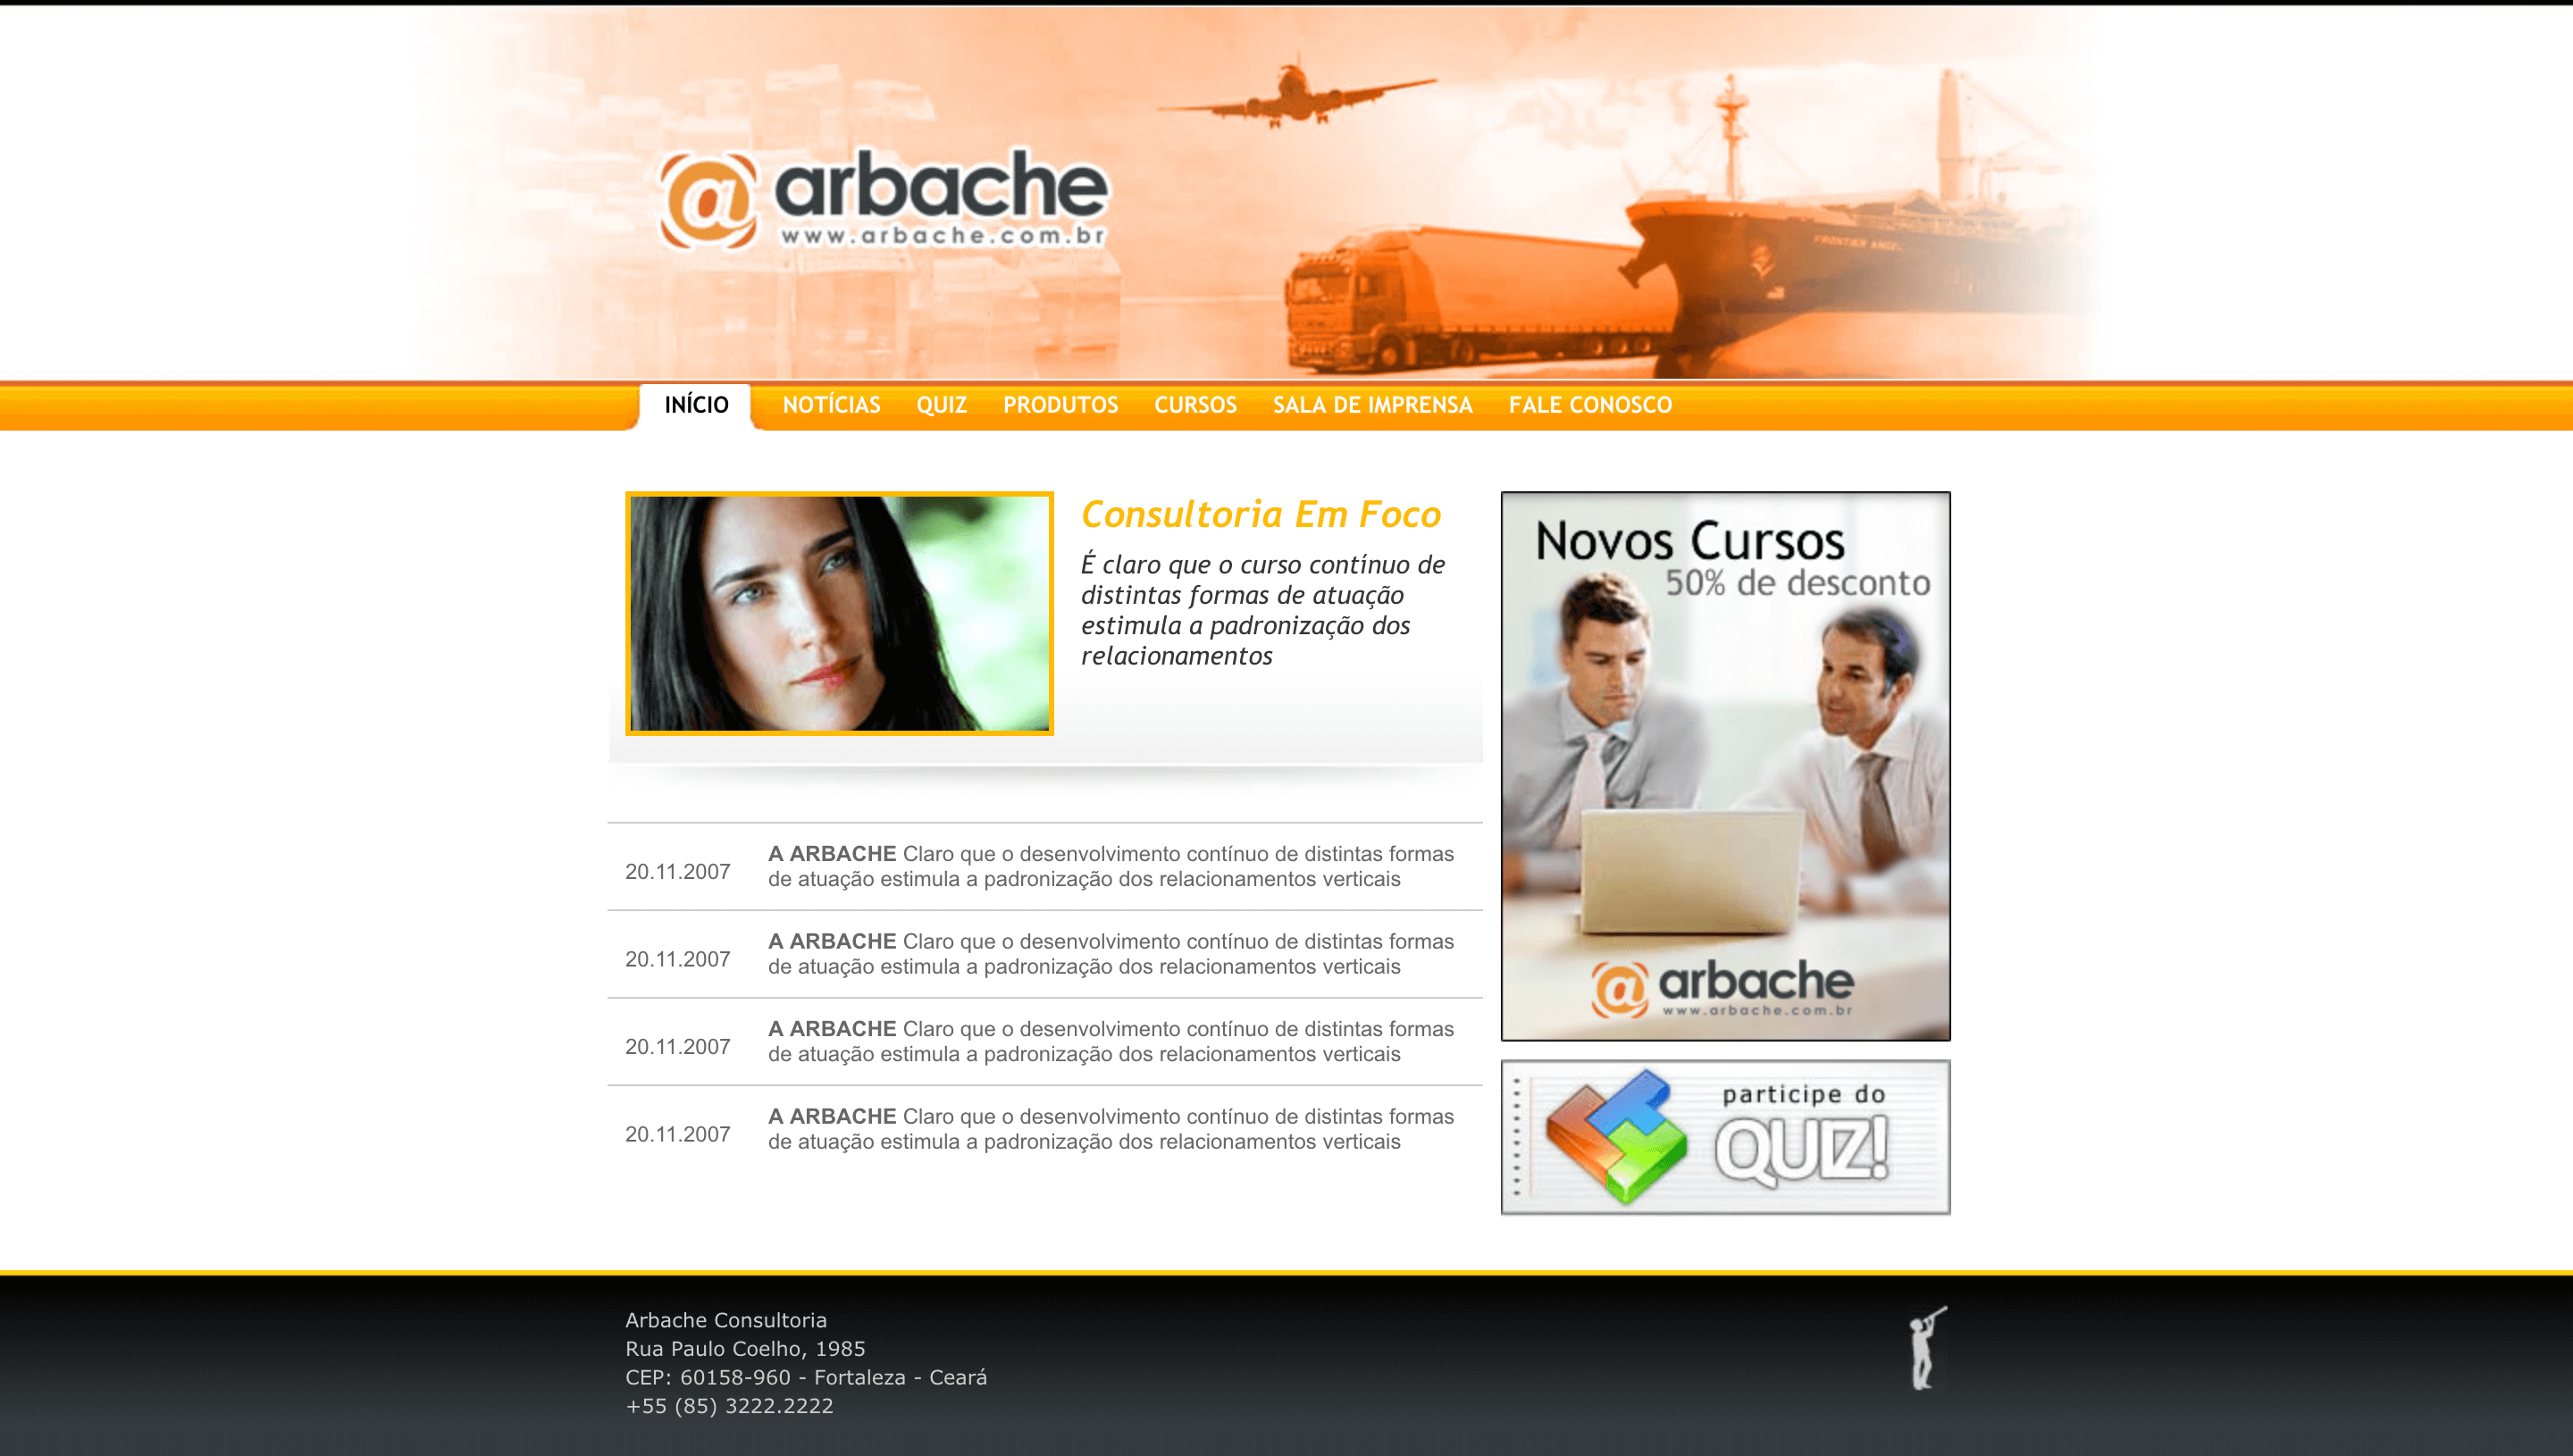 arbache
www.arbache.com.br
FRONTIER ANGEL
INÍCIO NOTÍCIAS QUIZ PRODUTOS CURSOS SALA DE IMPRENSA FALE CONOSCO
Consultoria Em Foco
É claro que o curso contínuo de
distintas formas de atuação
estimula a padronização dos
relacionamentos
20.11.2007
A ARBACHE Claro que o desenvolvimento contínuo de distintas formas
de atuação estimula a padronização dos relacionamentos verticais
20.11.2007
A ARBACHE Claro que o desenvolvimento contínuo de distintas formas
de atuação estimula a padronização dos relacionamentos verticais
20.11.2007
A ARBACHE Claro que o desenvolvimento contínuo de distintas formas
de atuação estimula a padronização dos relacionamentos verticais
20.11.2007
A ARBACHE Claro que o desenvolvimento contínuo de distintas formas
de atuação estimula a padronização dos relacionamentos verticais
Novos Cursos
50% de desconto
arbache
www.arbache.com.br
participe do
QUIZ!
Arbache Consultoria
Rua Paulo Coelho, 1985
CEP: 60158-960 - Fortaleza - Ceará
+55 (85) 3222.2222